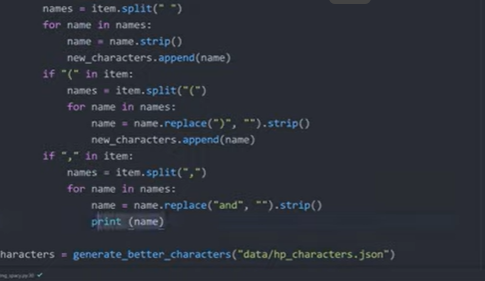 names = item.split(" ")
for name in names:
name = name.strip()
new_characters.append(name)
if "(" in item:
names = item.split("(")
for name in names:
name = name.replace(")", "").strip()
new_characters.append(name)
if "," in item:
names = item.split(",")
for name in names:
name = name.replace("and", "").strip()
print (name)
haracters = generate_better_characters("data/hp_characters.json")